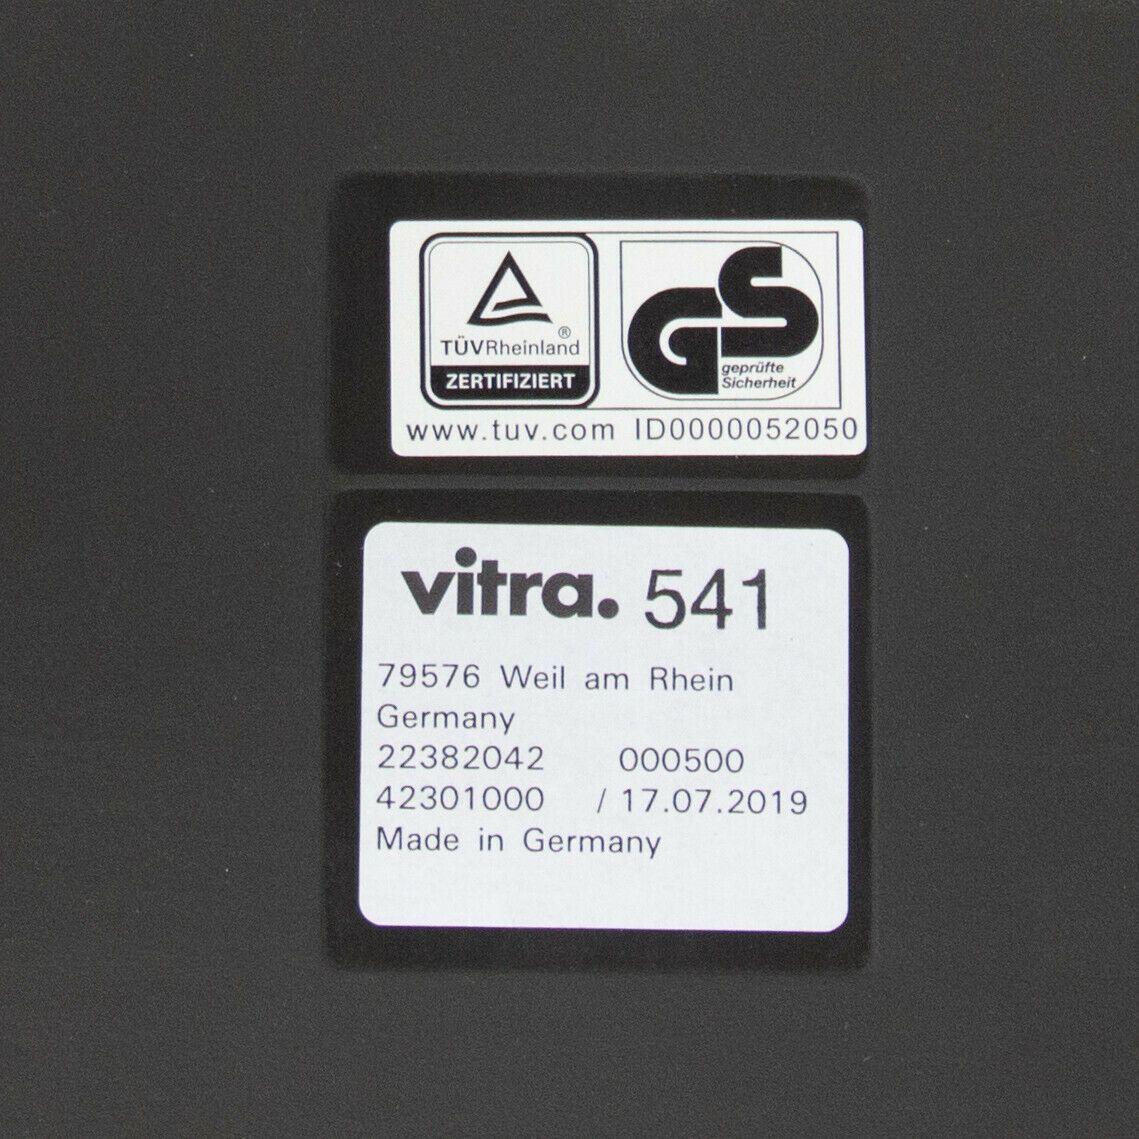 TÜVRheinland®
ZERTIFIZIERT
GS
geprüfte
Sicherheit
www.tuv.com ID0000052050
vitra. 541
79576 Weil am Rhein
Germany
22382042 000500
42301000 / 17.07.2019
Made in Germany